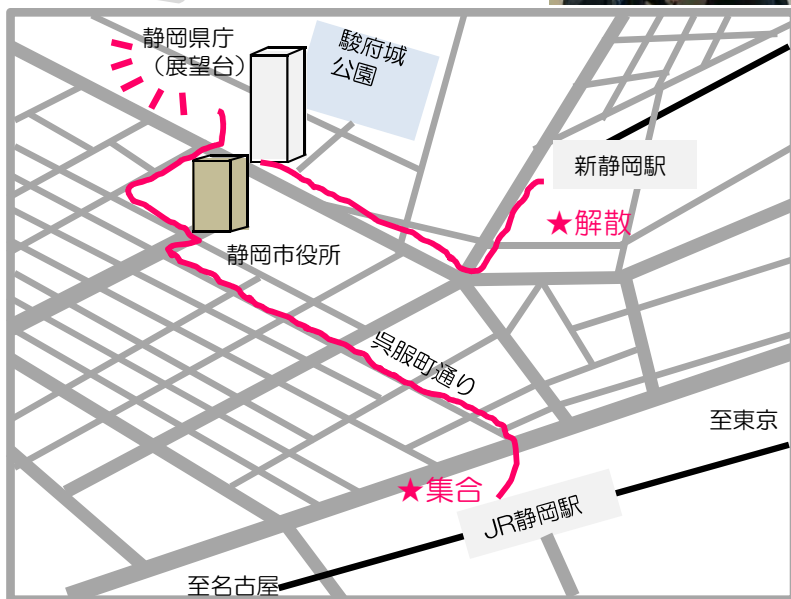 静岡県庁
（展望台）
駿府城
公園
新静岡駅
★解散
静岡市役所
呉服町通り
至東京
★集合
JR静岡駅
至名古屋